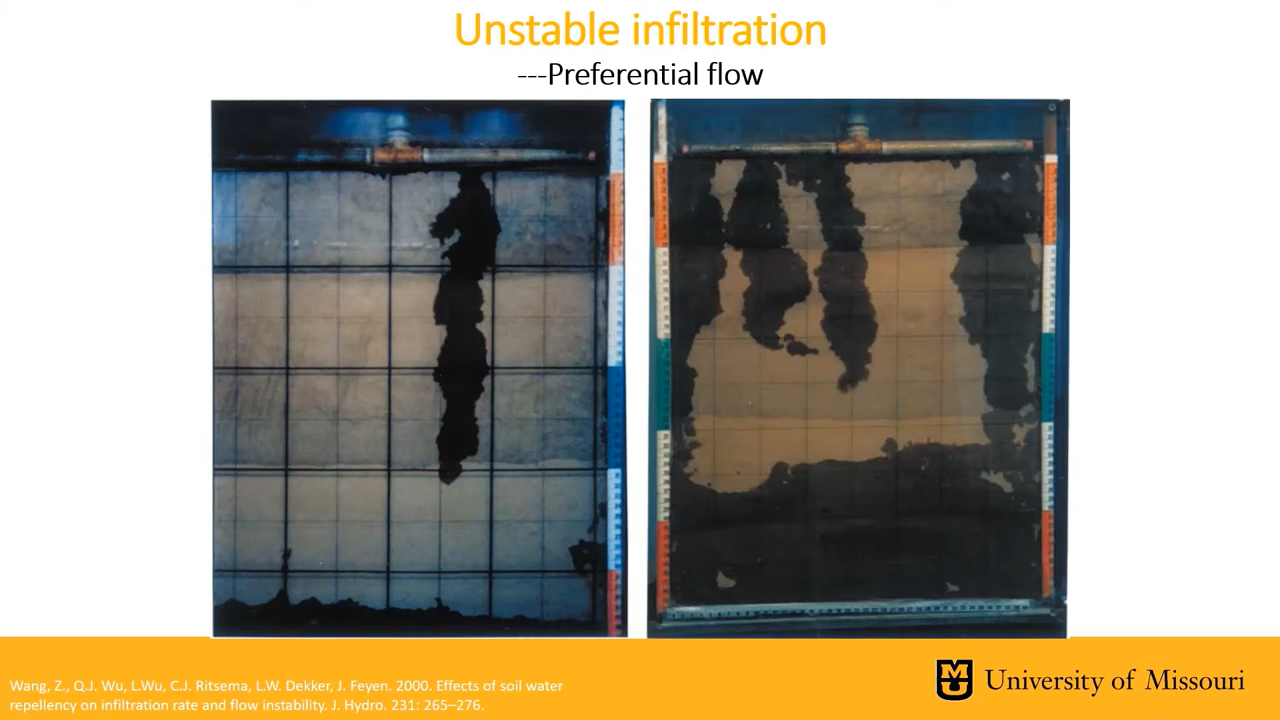 Unstable infiltration
---Preferential flow
Wang, Z., Q.J. Wu, L.Wu, C.J. Ritsema, L.W. Dekker, J. Feyen. 2000. Effects of soil water
repellency on infiltration rate and flow instability. J. Hydro. 231: 265–276.
University of Missouri